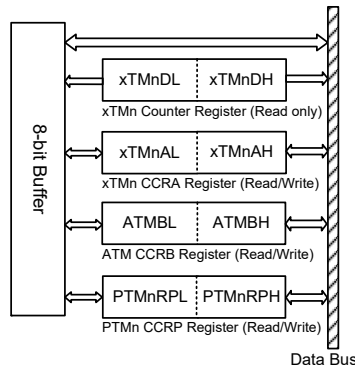 8-bit Buffer
xTMnDL xTMnDH
xTMn Counter Register (Read only)
xTMnAL xTMnAH
xTMn CCRA Register (Read/Write)
ATMBL ATMBH
ATM CCRB Register (Read/Write)
PTMnRPL PTMnRPH
PTMn CCRP Register (Read/Write)
Data Bus